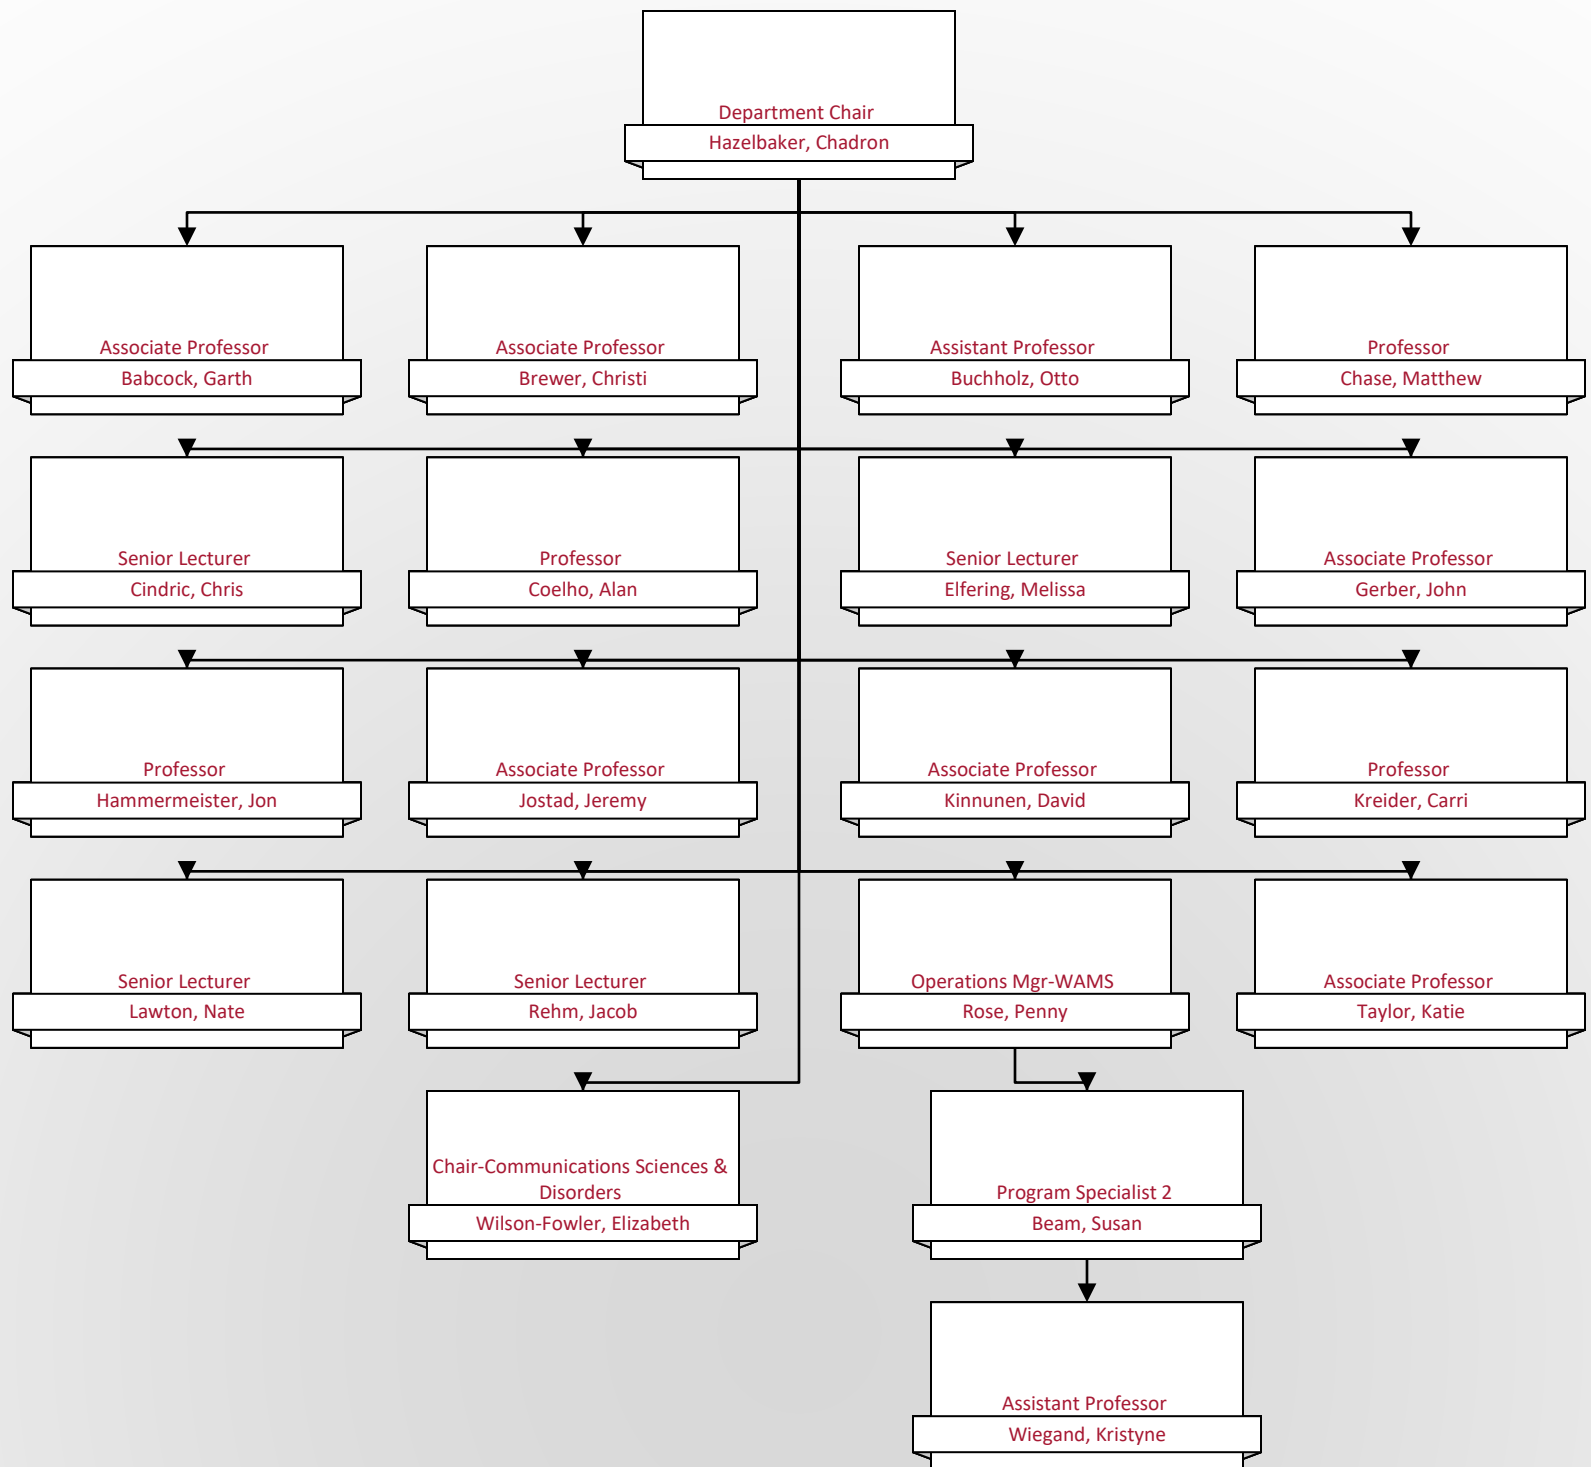 Department Chair
Hazelbaker, Chadron
Associate Professor
Babcock, Garth
Associate Professor
Brewer, Christi
Assistant Professor
Buchholz, Otto
Professor
Chase, Matthew
Senior Lecturer
Cindric, Chris
Professor
Coelho, Alan
Senior Lecturer
Elfering, Melissa
Associate Professor
Gerber, John
Professor
Hammermeister, Jon
Associate Professor
Jostad, Jeremy
Associate Professor
Kinnunen, David
Professor
Kreider, Carri
Senior Lecturer
Lawton, Nate
Senior Lecturer
Rehm, Jacob
Operations Mgr-WAMS
Rose, Penny
Associate Professor
Taylor, Katie
Chair-Communications Sciences &
Disorders
Wilson-Fowler, Elizabeth
Program Specialist 2
Beam, Susan
Assistant Professor
Wiegand, Kristyne